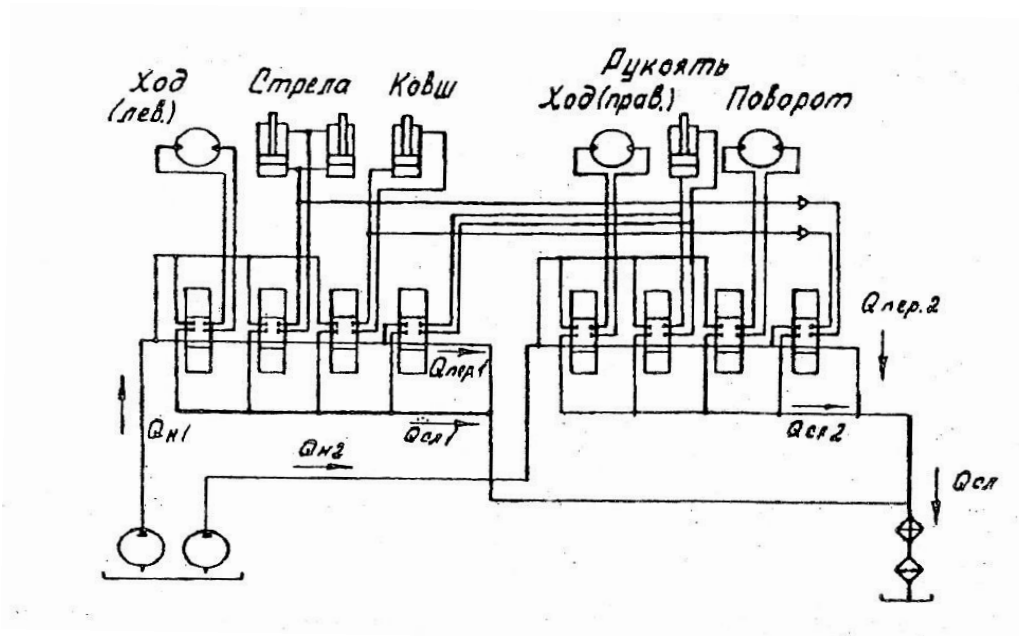 Ход
(лев.)
Стрела
Ковш
Рукоять
Ход(прав.)
Поворот
Qпер.2
Qпер1
Qн1
Qсл1
Qн2
Qсл2
Qсл